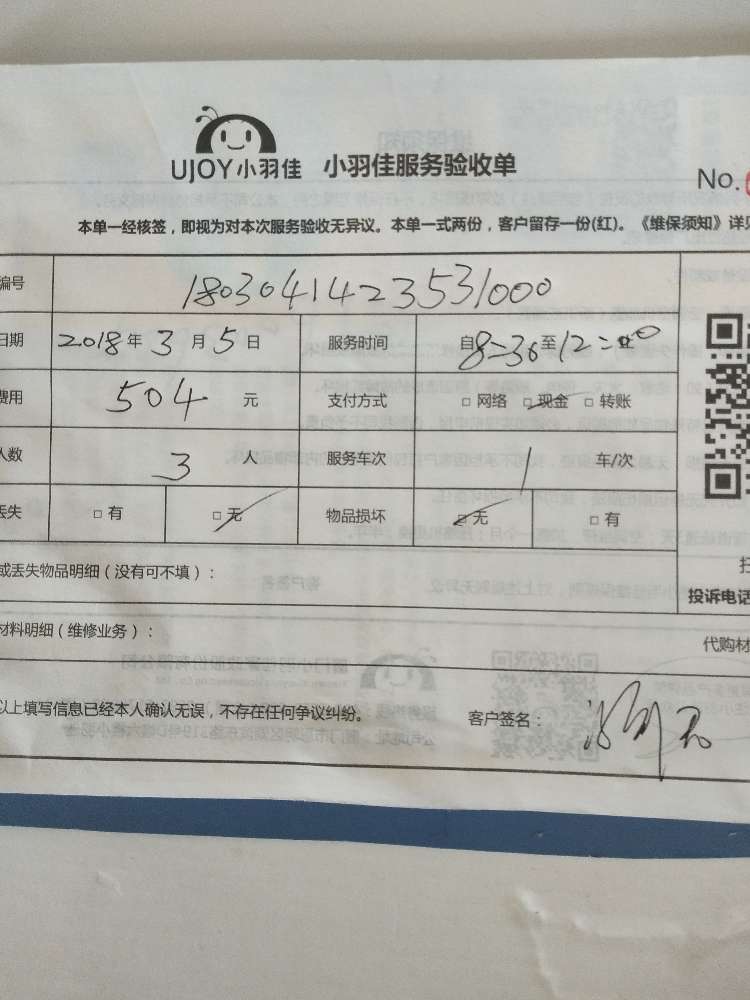 UJOY小羽佳 小羽佳服务验收单
No.
本单一经核签，即视为对本次服务验收无异议。本单一式两份，客户留存一份(红)。《维保须知》详见
编号 1803041423531000
日期 2018年3月5日 服务时间 自8:30至12:00
费用 504元 支付方式 □网络 □现金 □转账
人数 3人 服务车次 1 车/次
丢失 □有 □无 物品损坏 □无 □有
或丢失物品明细（没有可不填）：
投诉电话
材料明细（维修业务）：
代购材
以上填写信息已经本人确认无误，不存在任何争议纠纷。 客户签名：